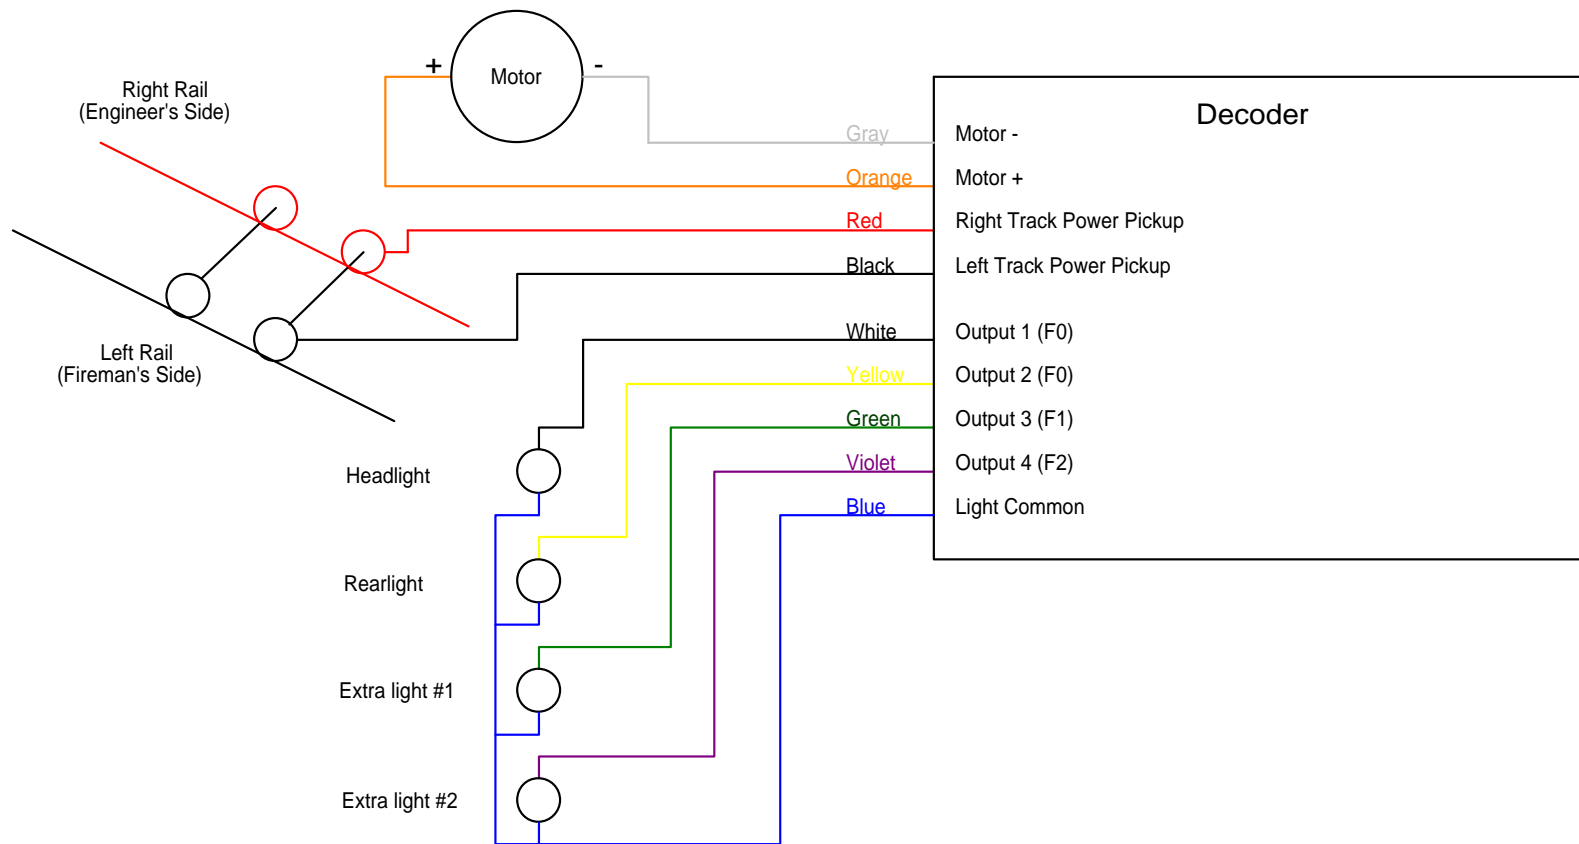 Motor
+
-
Right Rail
(Engineer's Side)
Left Rail
(Fireman's Side)
Decoder
Gray Motor -
Orange Motor +
Red Right Track Power Pickup
Black Left Track Power Pickup
White Output 1 (F0)
Yellow Output 2 (F0)
Green Output 3 (F1)
Violet Output 4 (F2)
Blue Light Common
Headlight
Rearlight
Extra light #1
Extra light #2